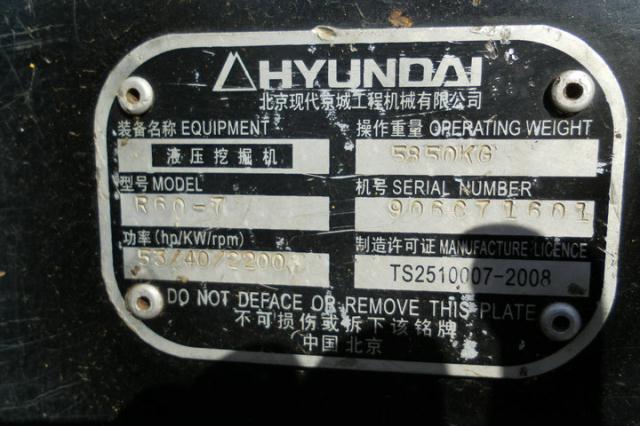 HYUNDAI
北京现代京城工程机械有限公司
装备名称 EQUIPMENT
液压挖掘机
操作重量 OPERATING WEIGHT
5850KG
型号 MODEL
R60-7
机号 SERIAL NUMBER
906C71601
功率(hp/KW/rpm)
53/40/2200
制造许可证 MANUFACTURE LICENCE
TS2510007-2008
DO NOT DEFACE OR REMOVE THIS PLATE
不可损伤或拆下该铭牌
中国 北京